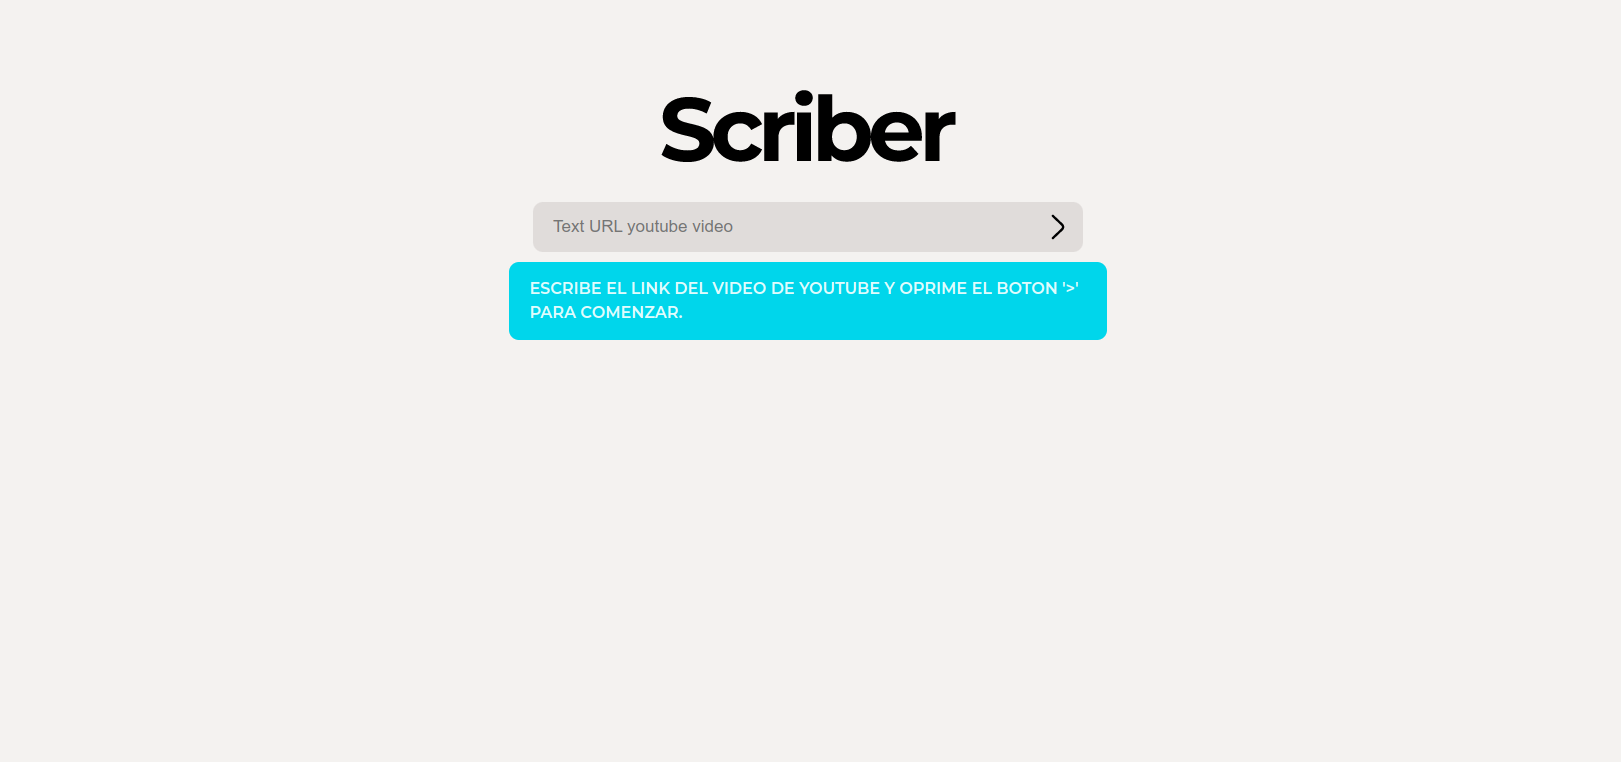 Scriber
Text URL youtube video
ESCRIBE EL LINK DEL VIDEO DE YOUTUBE Y OPRIME EL BOTON '>'
PARA COMENZAR.